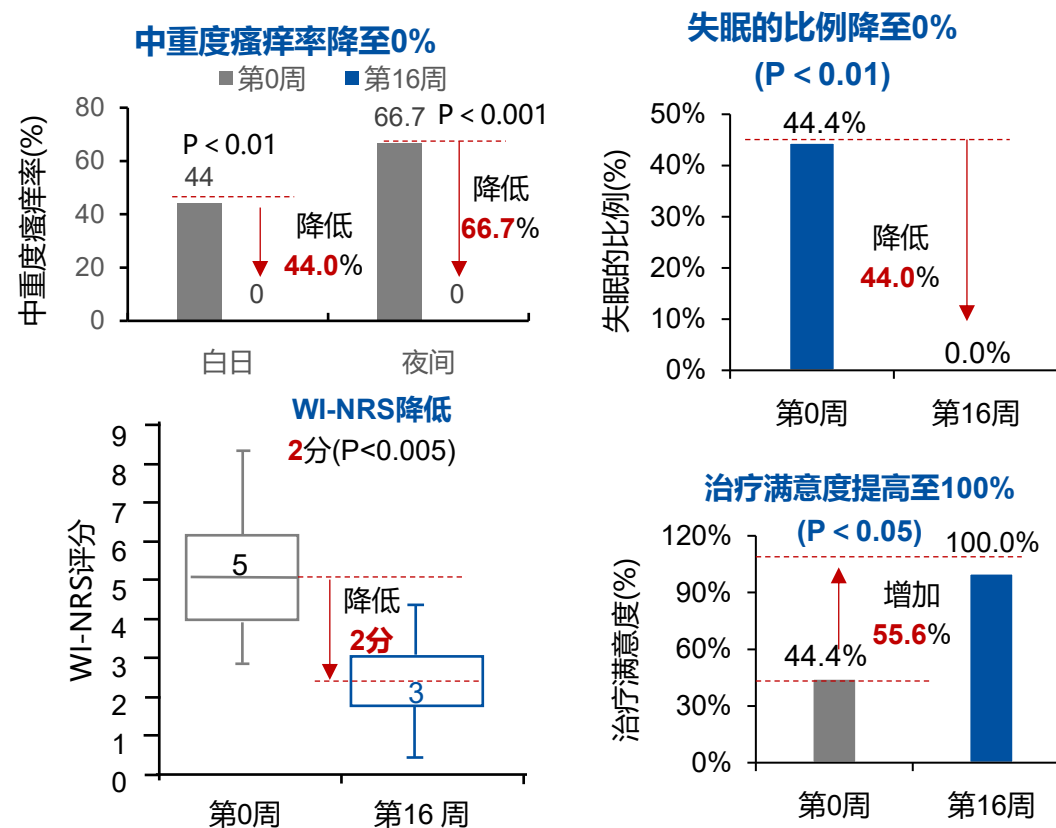 中重度瘙痒率降至0%
■第0周 ■第16周
中重度瘙痒率(%)
80
60
40
20
0
P＜0.01
44
降低
44.0%
0
66.7
P＜0.001
降低
66.7%
0
白日
夜间
失眠的比例降至0%
(P＜0.01)
失眠的比例(%)
50%
40%
30%
20%
10%
0%
44.4%
降低
44.0%
0.0%
第0周
第16周
WI-NRS降低
2分(P<0.005)
WI-NRS评分
9
8
7
6
5
4
3
2
1
0
5
降低
2分
3
第0周
第16 周
治疗满意度提高至100%
(P＜0.05)
治疗满意度(%)
120%
90%
60%
30%
0%
44.4%
增加
55.6%
100.0%
第0周
第16周